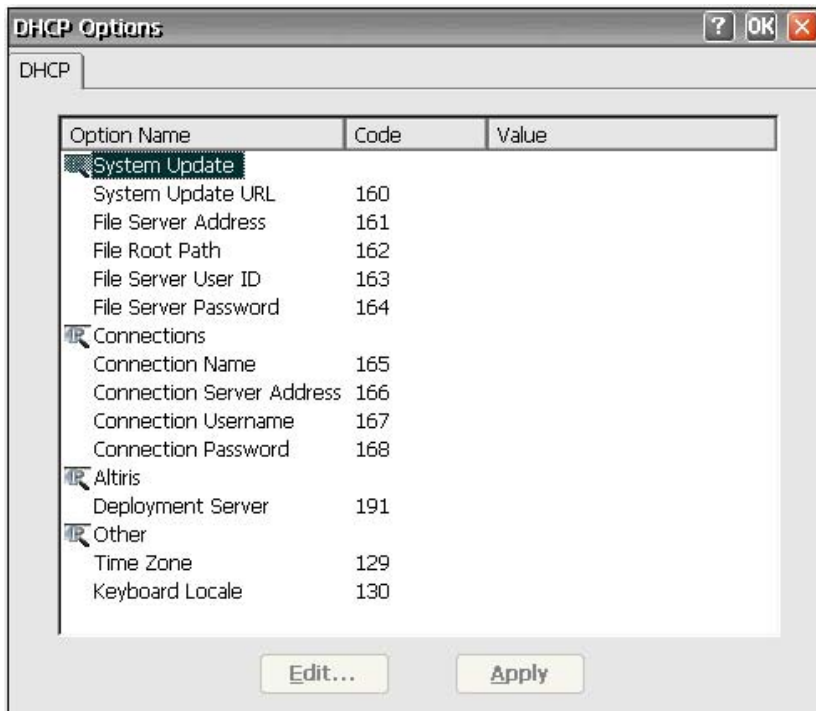 DHCP Options ? OK
DHCP
Option Name Code Value
System Update
System Update URL 160
File Server Address 161
File Root Path 162
File Server User ID 163
File Server Password 164
Connections
Connection Name 165
Connection Server Address 166
Connection Username 167
Connection Password 168
Altiris
Deployment Server 191
Other
Time Zone 129
Keyboard Locale 130
Edit... Apply